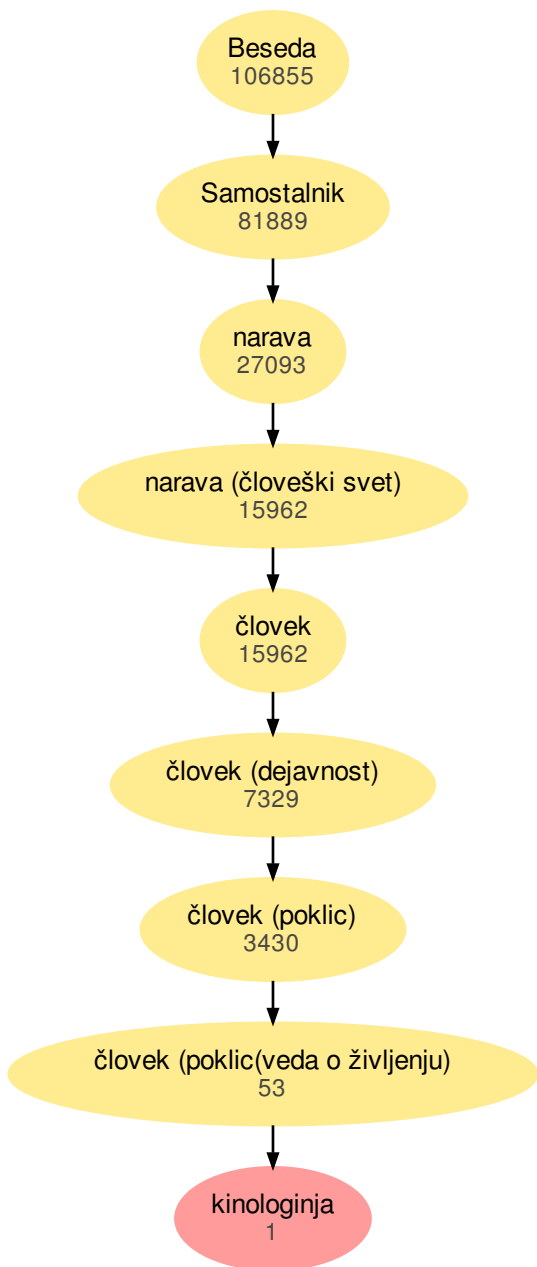 Beseda
106855
Samostalnik
81889
narava
27093
narava (človeški svet)
15962
človek
15962
človek (dejavnost)
7329
človek (poklic)
3430
človek (poklic(veda o življenju)
53
kinologinja
1